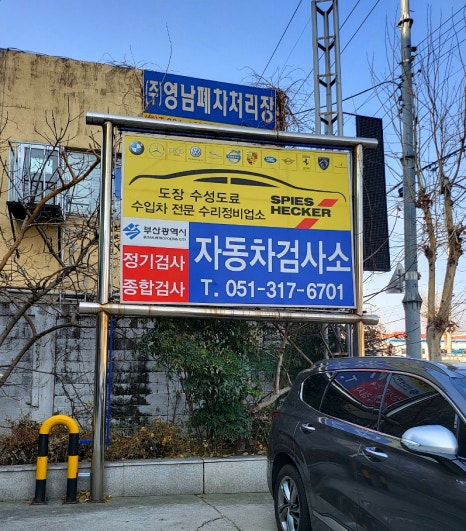 (주)영남폐차처리장
도장 수성도료
수입차 전문 수리정비업소
SPIES
HECKER
부산광역시
정기검사
종합검사
자동차검사소
T. 051-317-6701